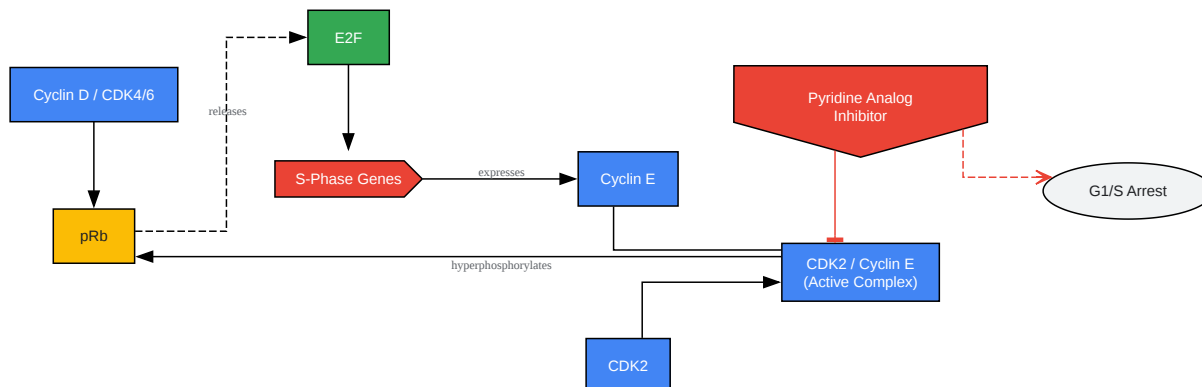 E2F
Cyclin D / CDK4/6
Pyridine Analog
Inhibitor
releases
S-Phase Genes
expresses
Cyclin E
G1/S Arrest
pRb
hyperphosphorylates
CDK2 / Cyclin E
(Active Complex)
CDK2